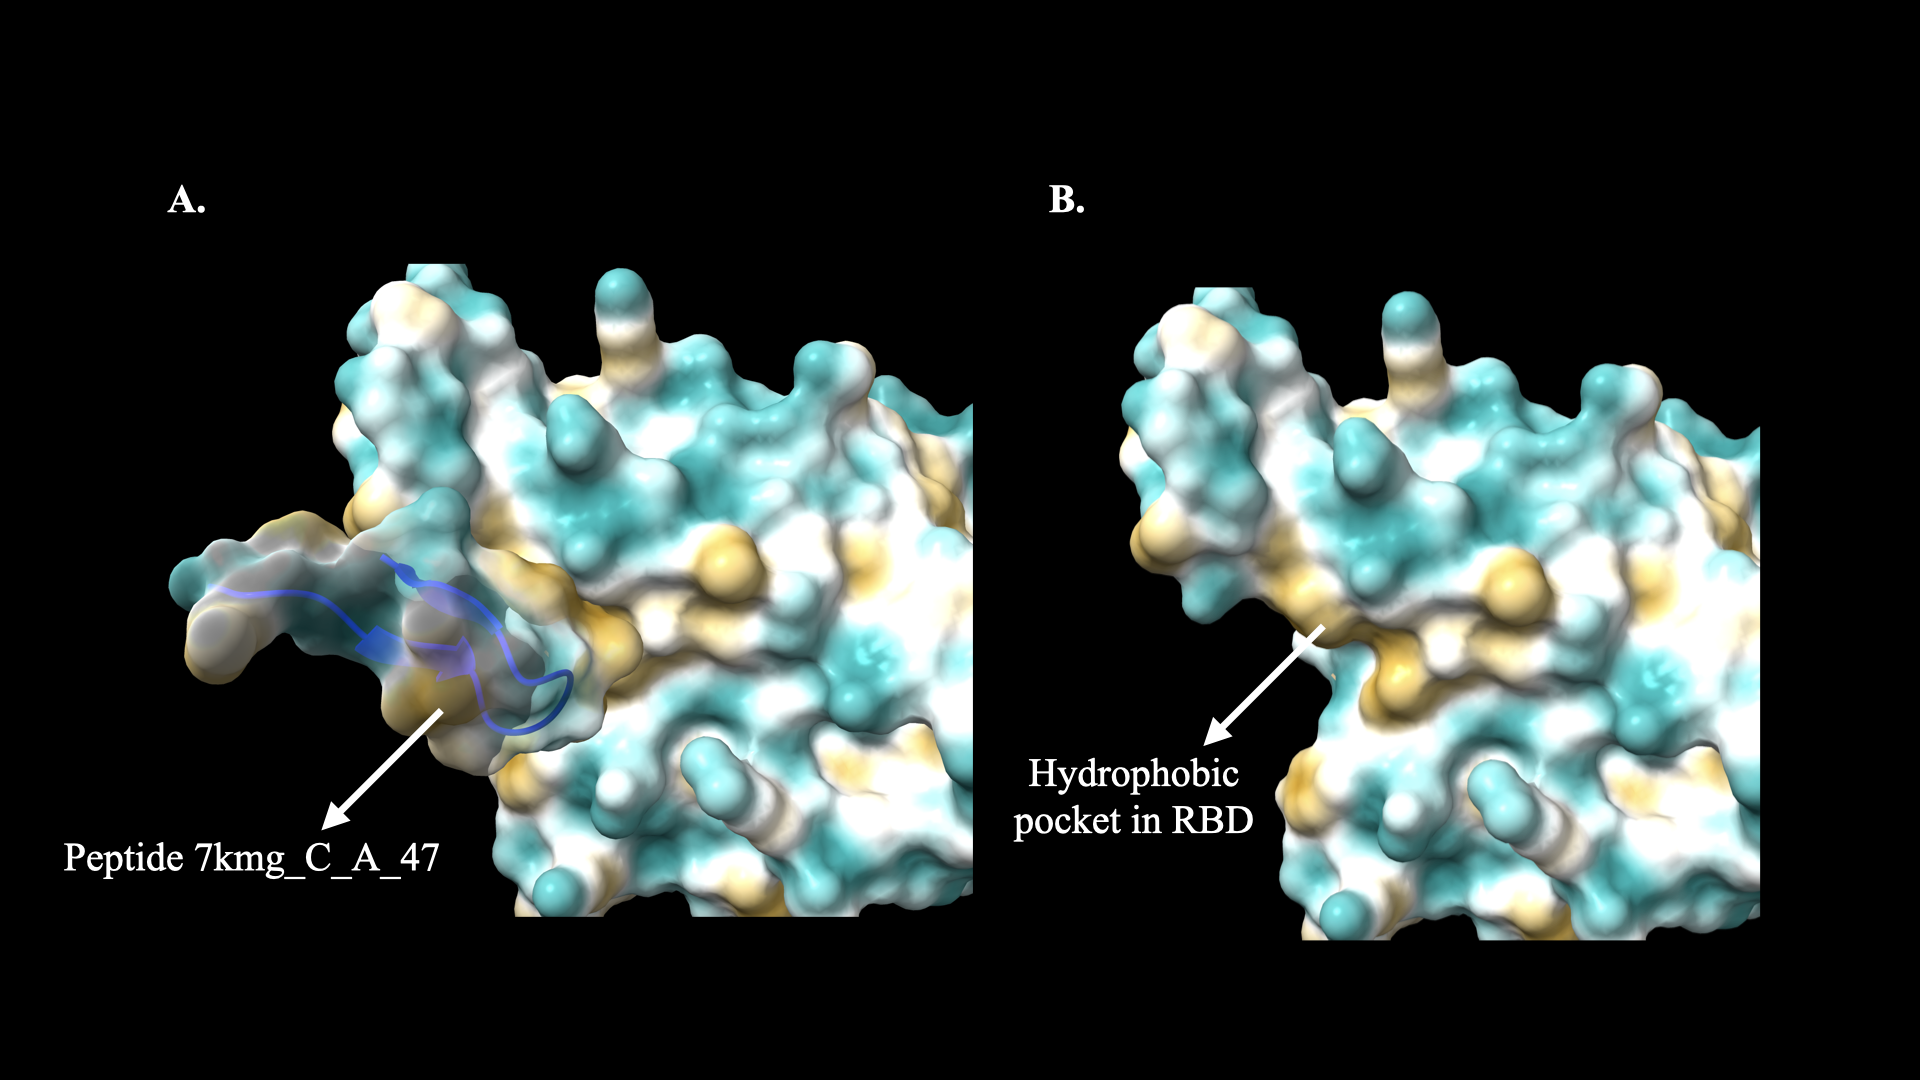 A.
B.
Peptide 7kmg_C_A_47
Hydrophobic
pocket in RBD